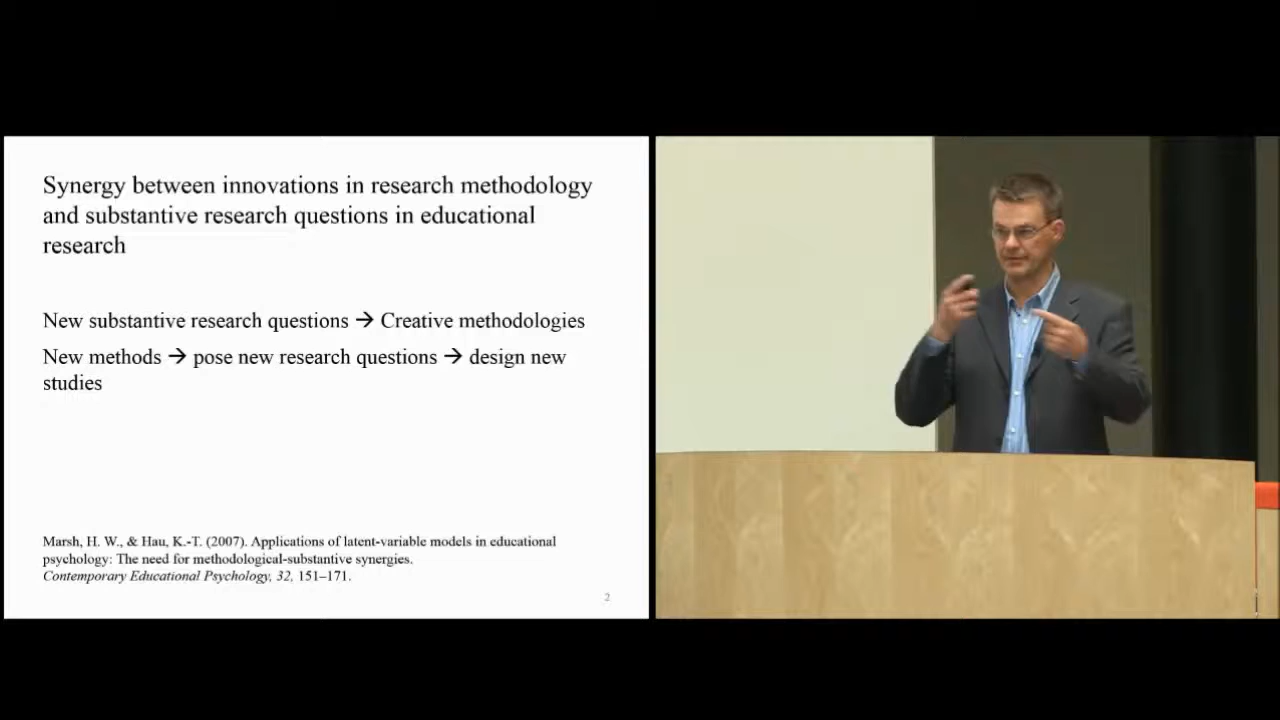 Synergy between innovations in research methodology
and substantive research questions in educational
research
New substantive research questions → Creative methodologies
New methods → pose new research questions → design new
studies
Marsh, H. W., & Hau, K.-T. (2007). Applications of latent-variable models in educational
psychology: The need for methodological-substantive synergies.
Contemporary Educational Psychology, 32, 151–171.
2